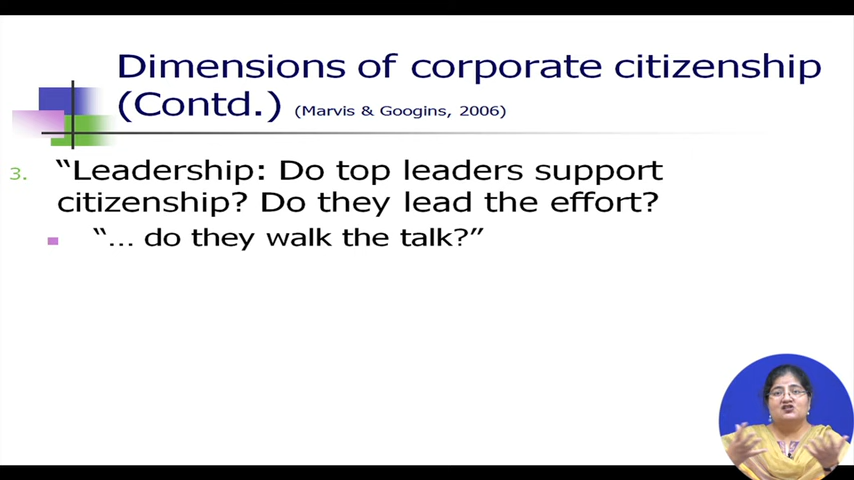 Dimensions of corporate citizenship
(Contd.) (Marvis & Googins, 2006)
3. “Leadership: Do top leaders support
citizenship? Do they lead the effort?
“… do they walk the talk?”